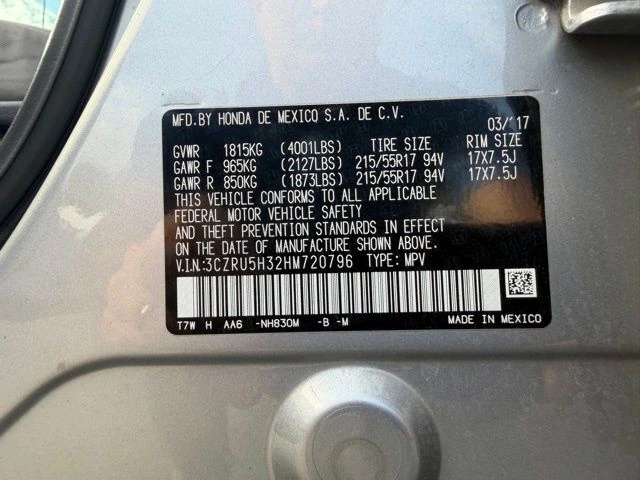 MFD.BY HONDA DE MEXICO S.A. DE C.V. 03/'17
GVWR 1815KG (4001LBS) TIRE SIZE RIM SIZE
GAWR F 965KG (2127LBS) 215/55R17 94V 17X7.5J
GAWR R 850KG (1873LBS) 215/55R17 94V 17X7.5J
THIS VEHICLE CONFORMS TO ALL APPLICABLE
FEDERAL MOTOR VEHICLE SAFETY
AND THEFT PREVENTION STANDARDS IN EFFECT
ON THE DATE OF MANUFACTURE SHOWN ABOVE.
V.I.N:3CZRU5H32HM720796 TYPE: MPV
T7W H AA6 -NH830M -B -M MADE IN MEXICO